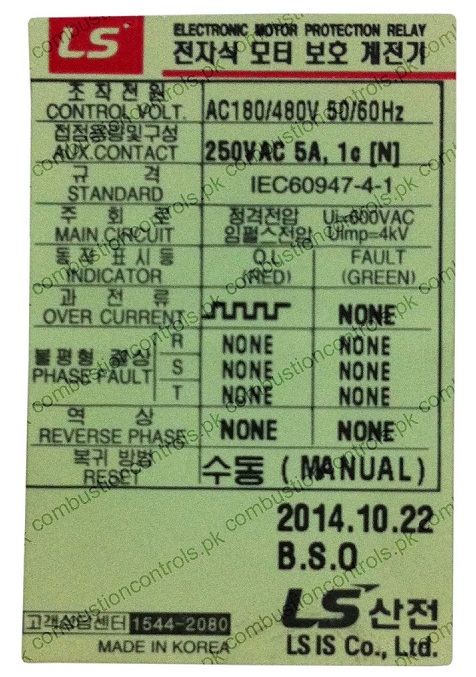 LS
ELECTRONIC MOTOR PROTECTION RELAY
전자식 모터 보호 계전기
조작전원
CONTROL VOLT. AC180/480V 50/60Hz
접점용량및구성
AUX.CONTACT 250VAC 5A, 1c [N]
규 격
STANDARD IEC60947-4-1
주 회 로 정격전압 Ui=600VAC
MAIN CIRCUIT 임펄스전압 Uimp=4kV
동작표시등 O.L FAULT
INDICATOR (RED) (GREEN)
과 전 류
OVER CURRENT NONE
불평형 결상
PHASE FAULT
R NONE NONE
S NONE NONE
T NONE NONE
역 상
REVERSE PHASE NONE NONE
복귀 방법
RESET 수동 (MANUAL)
2014.10.22
B.S.O
LS 산전
고객상담센터 1544-2080
LSIS Co., Ltd.
MADE IN KOREA
combustioncontrols.pk